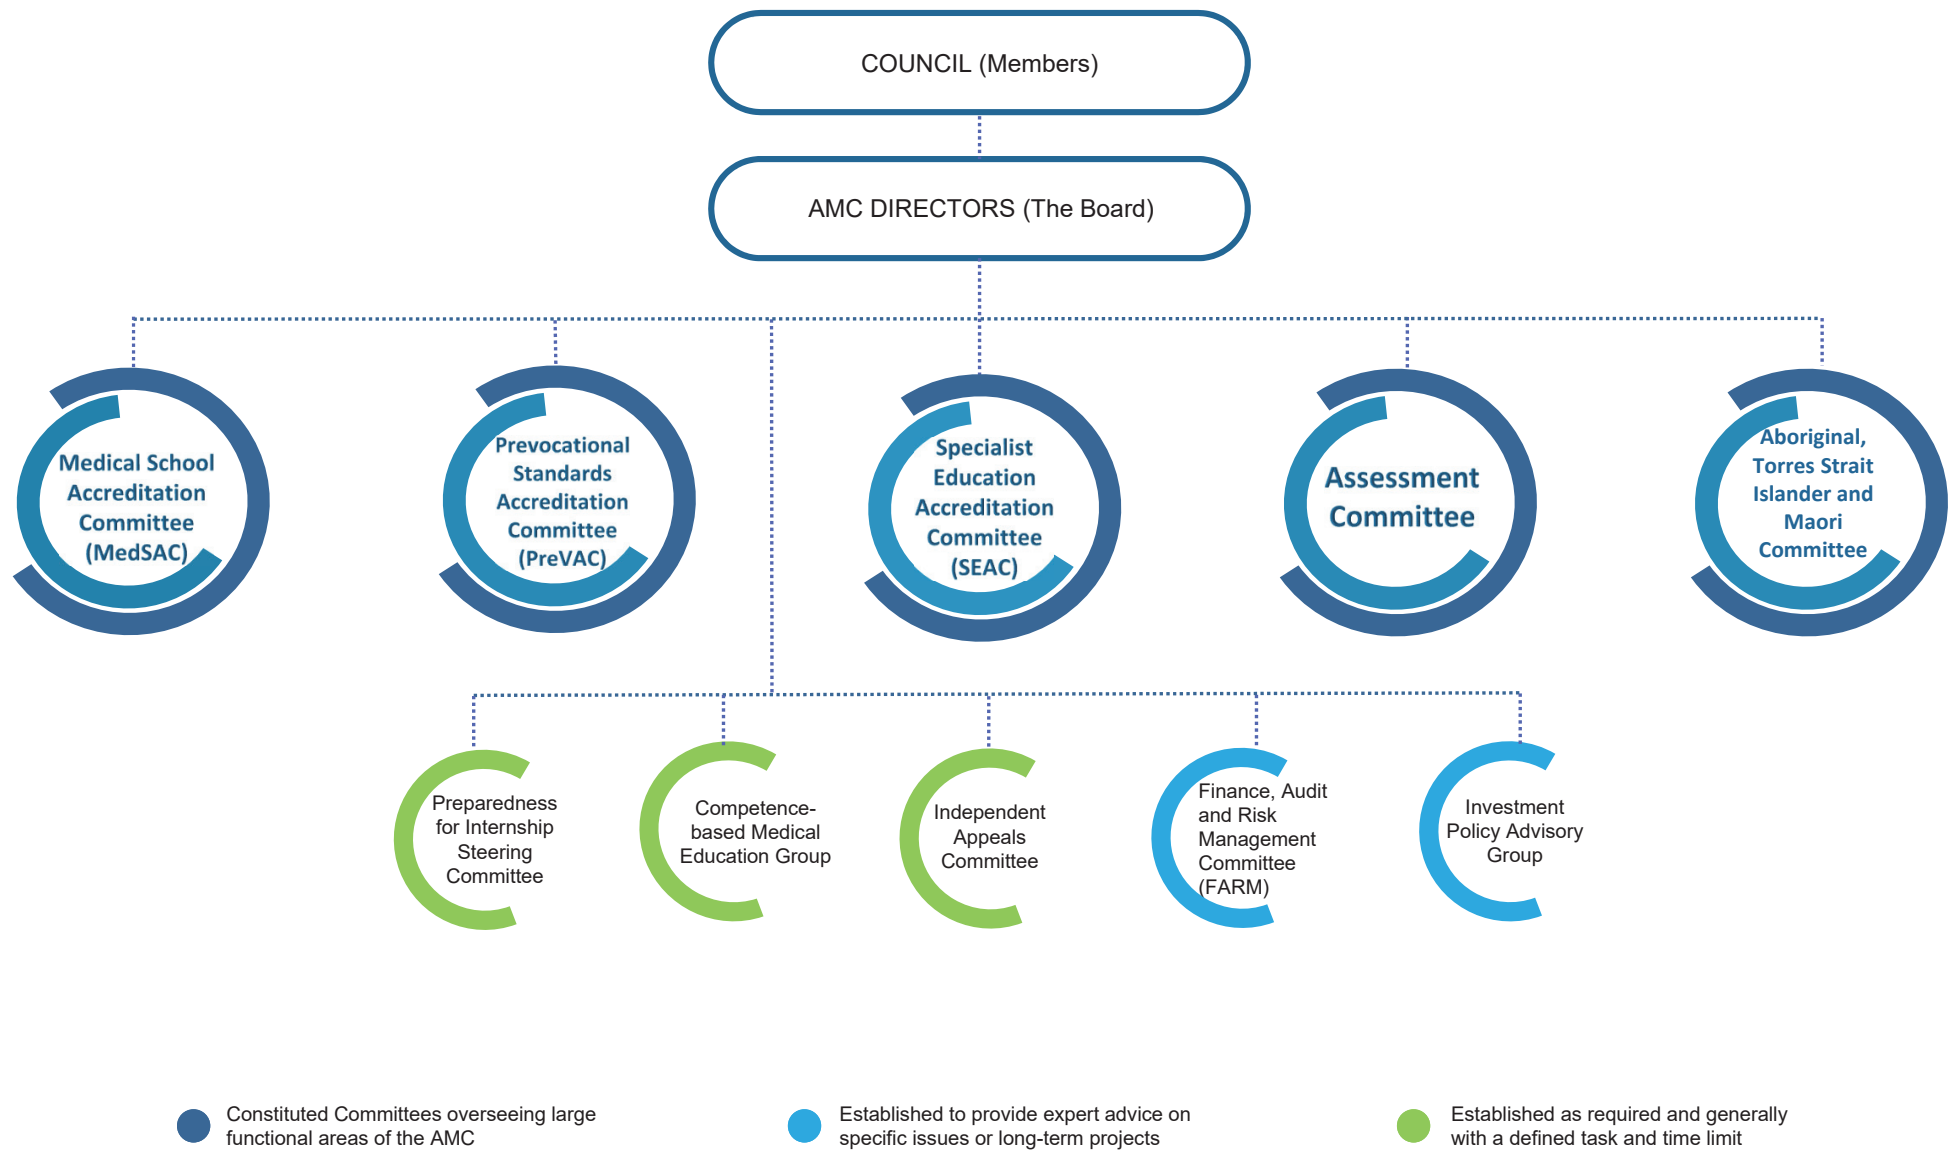 COUNCIL (Members)
AMC DIRECTORS (The Board)
Medical School
Accreditation
Committee
(MedSAC)
Prevocational
Standards
Accreditation
Committee
(PreVAC)
Specialist
Education
Accreditation
Committee
(SEAC)
Assessment
Committee
Aboriginal,
Torres Strait
Islander and
Maori
Committee
Preparedness
for Internship
Steering
Committee
Competence-
based Medical
Education Group
Independent
Appeals
Committee
Finance, Audit
and Risk
Management
Committee
(FARM)
Investment
Policy Advisory
Group
Constituted Committees overseeing large
functional areas of the AMC
Established to provide expert advice on
specific issues or long-term projects
Established as required and generally
with a defined task and time limit